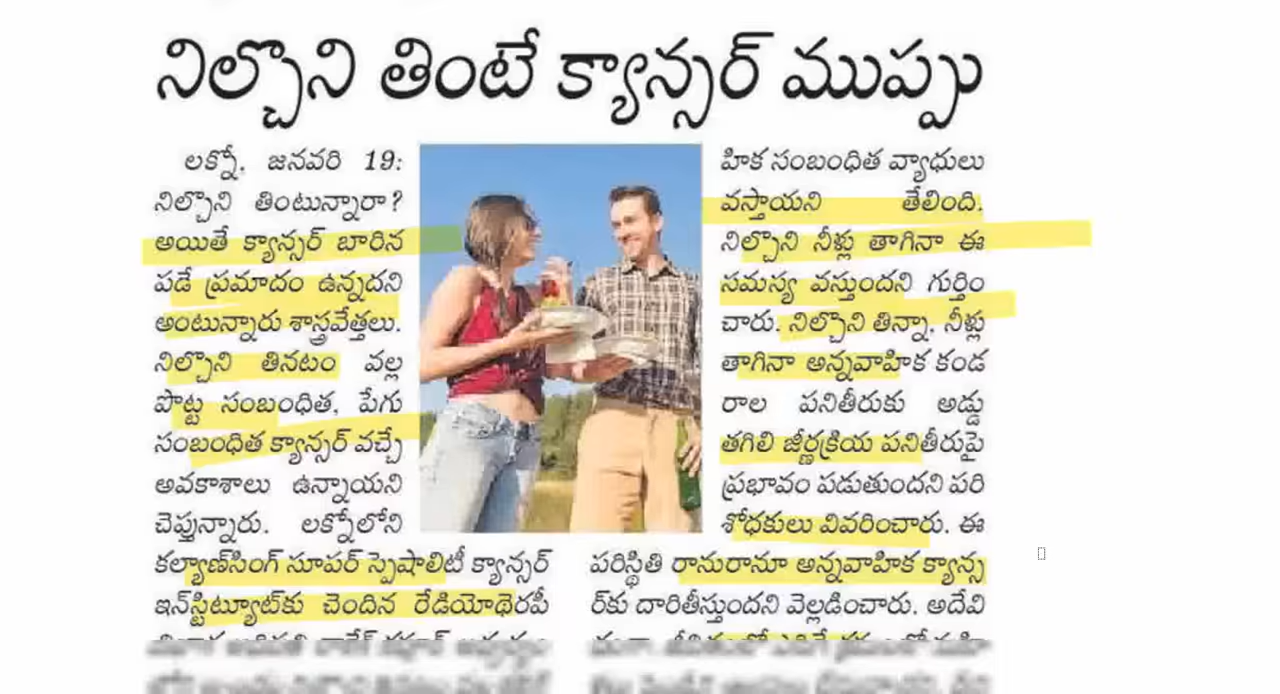 నిల్చొని తింటే క్యాన్సర్ ముప్పు
లక్నో, జనవరి 19:
నిల్చొని తింటున్నారా?
అయితే క్యాన్సర్ బారిన
పడే ప్రమాదం ఉన్నదని
అంటున్నారు శాస్త్రవేత్తలు.
నిల్చొని తినటం వల్ల
పొట్ట సంబంధిత, పేగు
సంబంధిత క్యాన్సర్ వచ్చే
అవకాశాలు ఉన్నాయని
చెప్తున్నారు. లక్నోలోని
కల్యాణ్‌సింగ్ సూపర్ స్పెషాలిటీ క్యాన్సర్
ఇన్‌స్టిట్యూట్‌కు చెందిన రేడియోథెరపీ
హిక సంబంధిత వ్యాధులు
వస్తాయని తేలింది.
నిల్చొని నీళ్లు తాగినా ఈ
సమస్య వస్తుందని గుర్తిం
చారు. నిల్చొని తిన్నా, నీళ్లు
తాగినా అన్నవాహిక కండ
రాల పనితీరుకు అడ్డు
తగిలి జీర్ణక్రియ పనితీరుపై
ప్రభావం పడుతుందని పరి
శోధకులు వివరించారు. ఈ
పరిస్థితి రానురానూ అన్నవాహిక క్యాన్స
ర్‌కు దారితీస్తుందని వెల్లడించారు. అదేవి